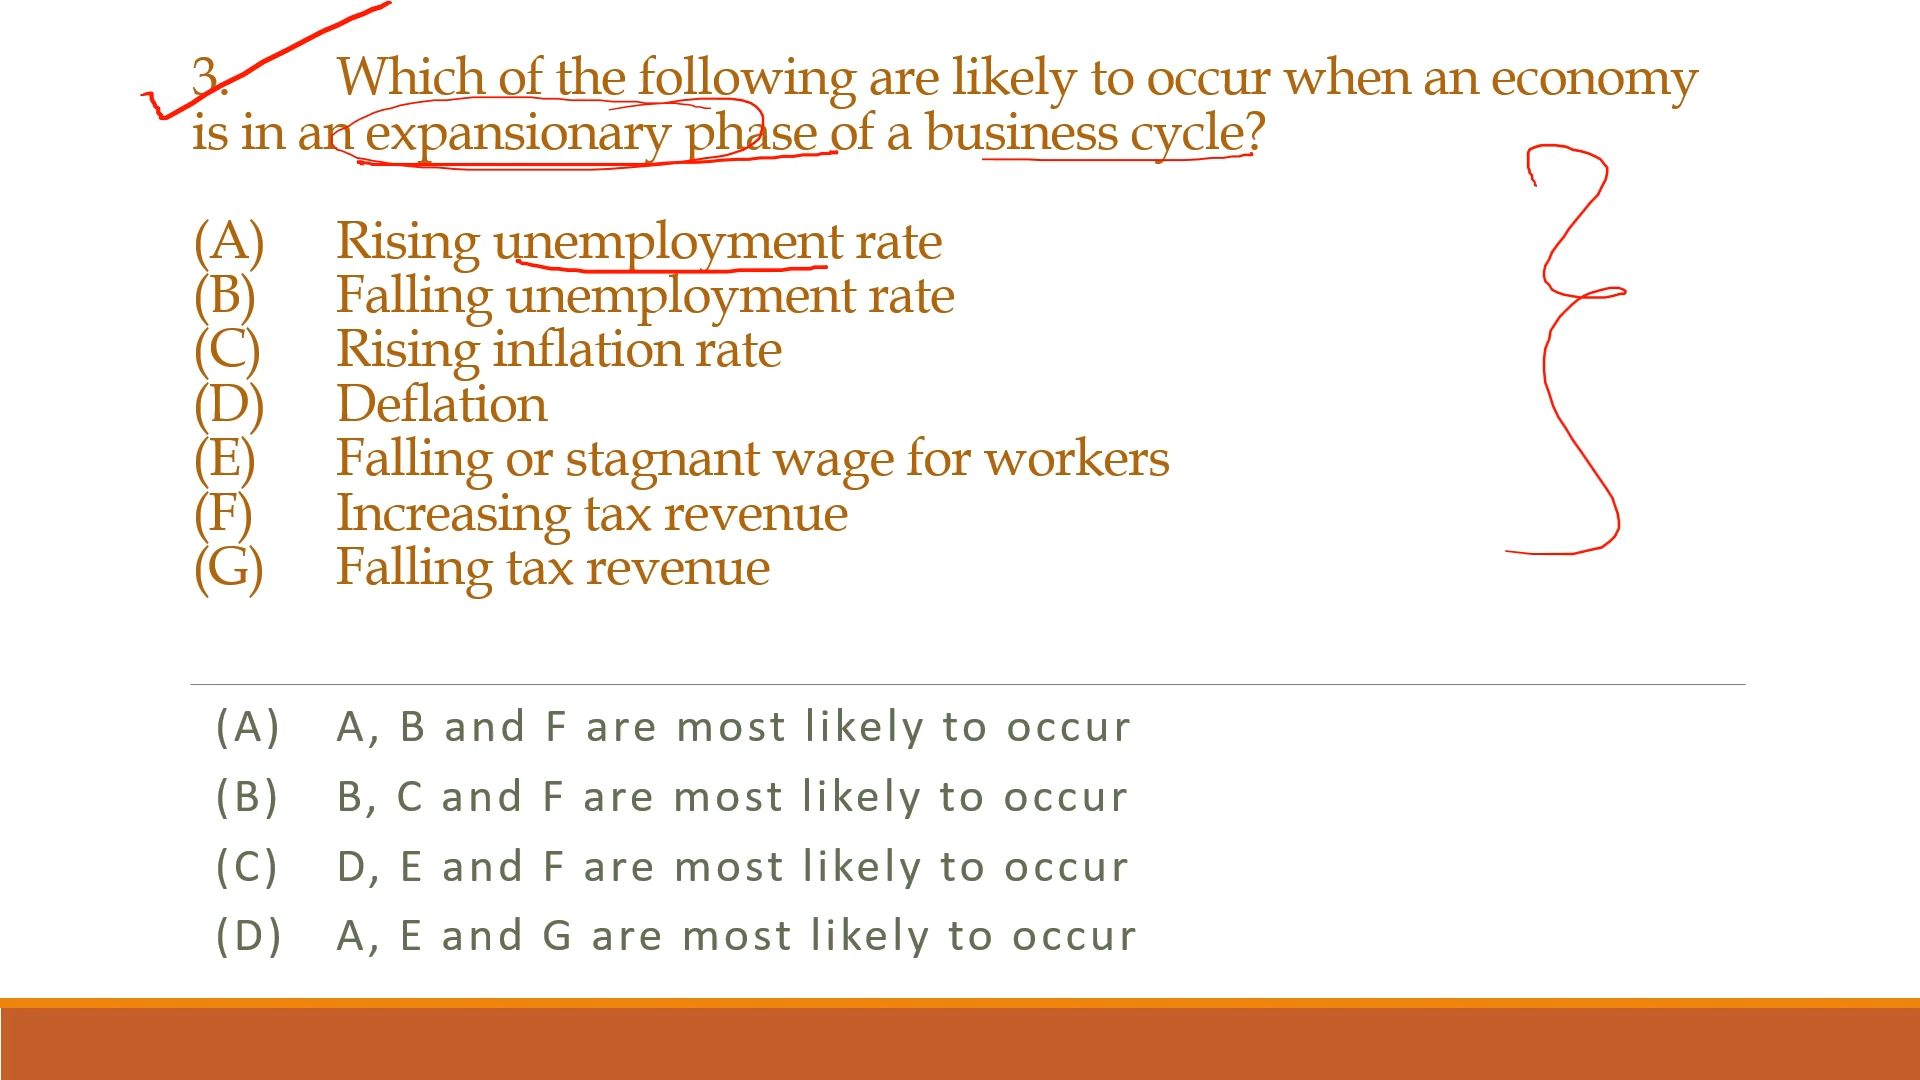 3. Which of the following are likely to occur when an economy
is in an expansionary phase of a business cycle?
(A) Rising unemployment rate
(B) Falling unemployment rate
(C) Rising inflation rate
(D) Deflation
(E) Falling or stagnant wage for workers
(F) Increasing tax revenue
(G) Falling tax revenue
(A) A, B and F are most likely to occur
(B) B, C and F are most likely to occur
(C) D, E and F are most likely to occur
(D) A, E and G are most likely to occur